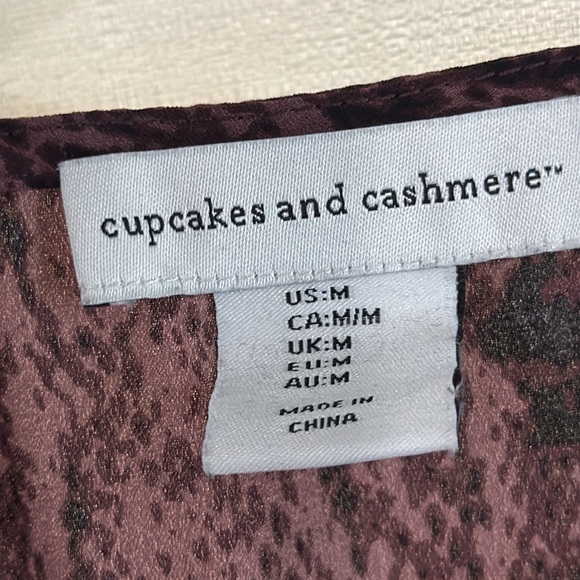 cupcakes and cashmere™
US:M
CA:M/M
UK:M
EU:M
AU:M
MADE IN
CHINA